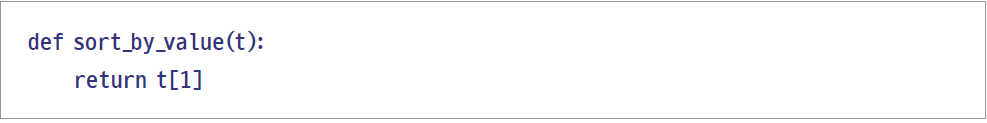 def sort_by_value(t):
    return t[1]